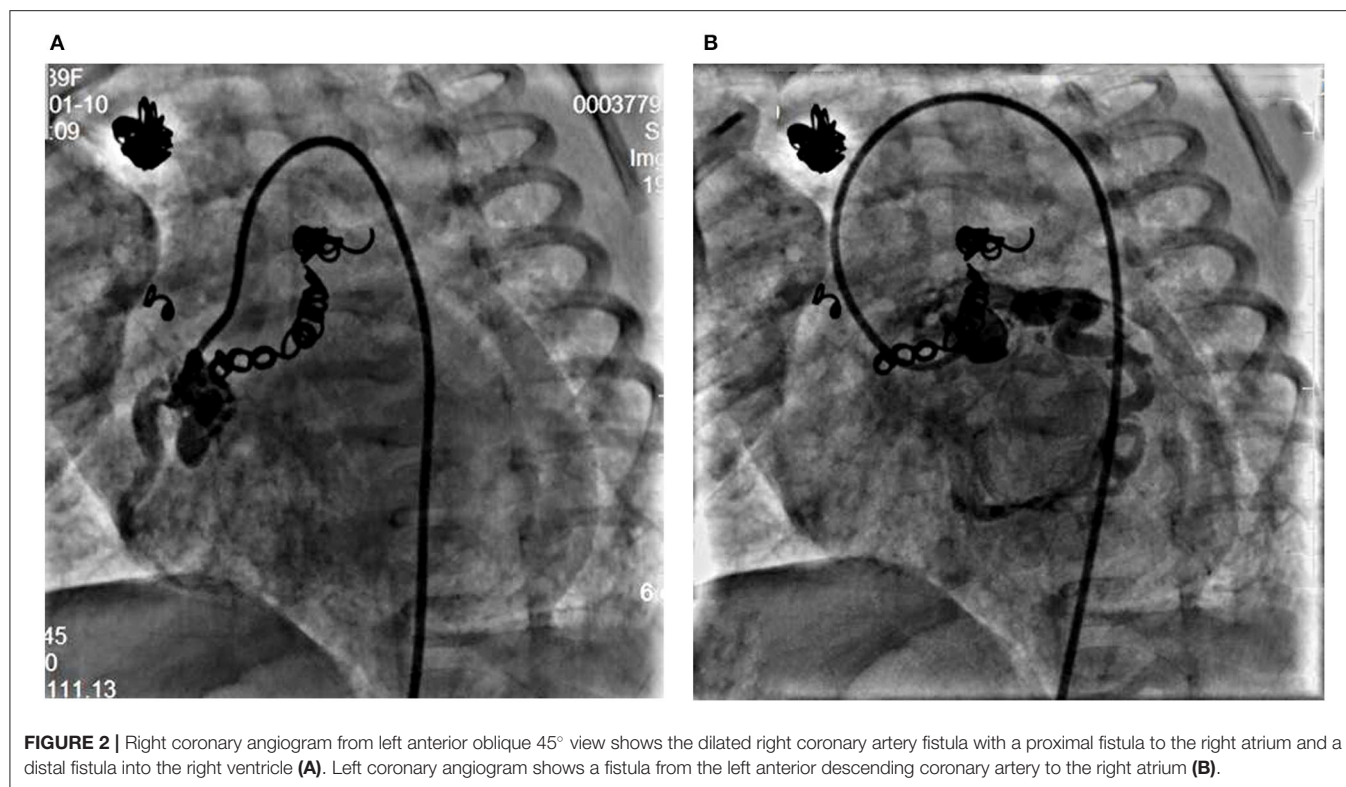 A
B
39F
01-10
:09
0003779
S
Img
19
6
45
0
111.13
FIGURE 2 | Right coronary angiogram from left anterior oblique 45° view shows the dilated right coronary artery fistula with a proximal fistula to the right atrium and a
distal fistula into the right ventricle (A). Left coronary angiogram shows a fistula from the left anterior descending coronary artery to the right atrium (B).